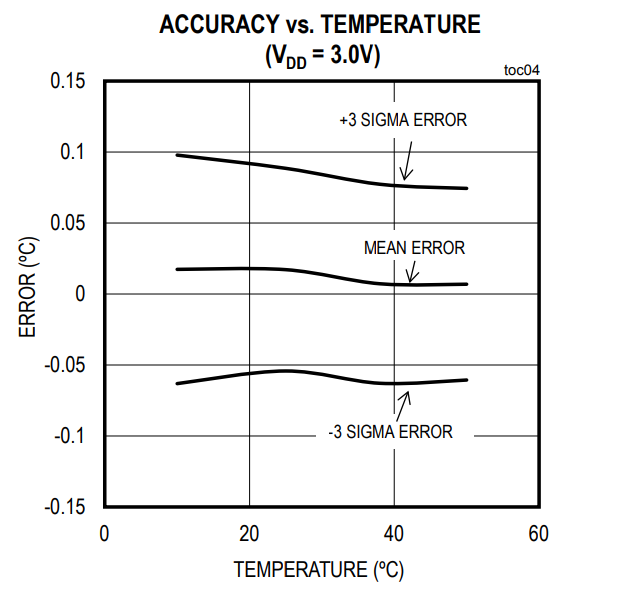 ACCURACY vs. TEMPERATURE
(VDD = 3.0V)
toc04
0.15
+3 SIGMA ERROR
0.1
0.05
MEAN ERROR
ERROR (ºC)
0
-0.05
-0.1
-3 SIGMA ERROR
-0.15
0
20
40
60
TEMPERATURE (ºC)